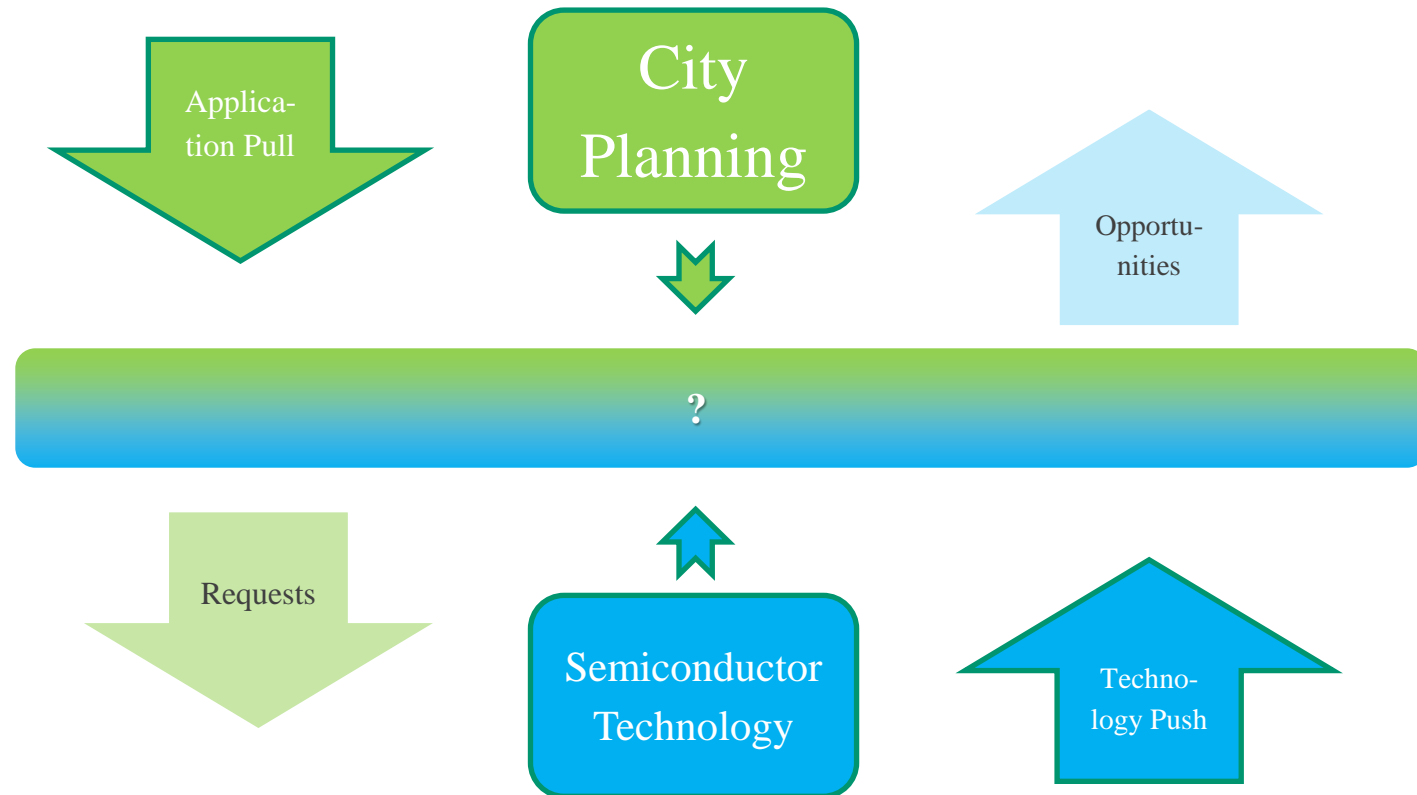 Applica-
tion Pull
City
Planning
Opportu-
nities
?
Requests
Semiconductor
Technology
Techno-
logy Push